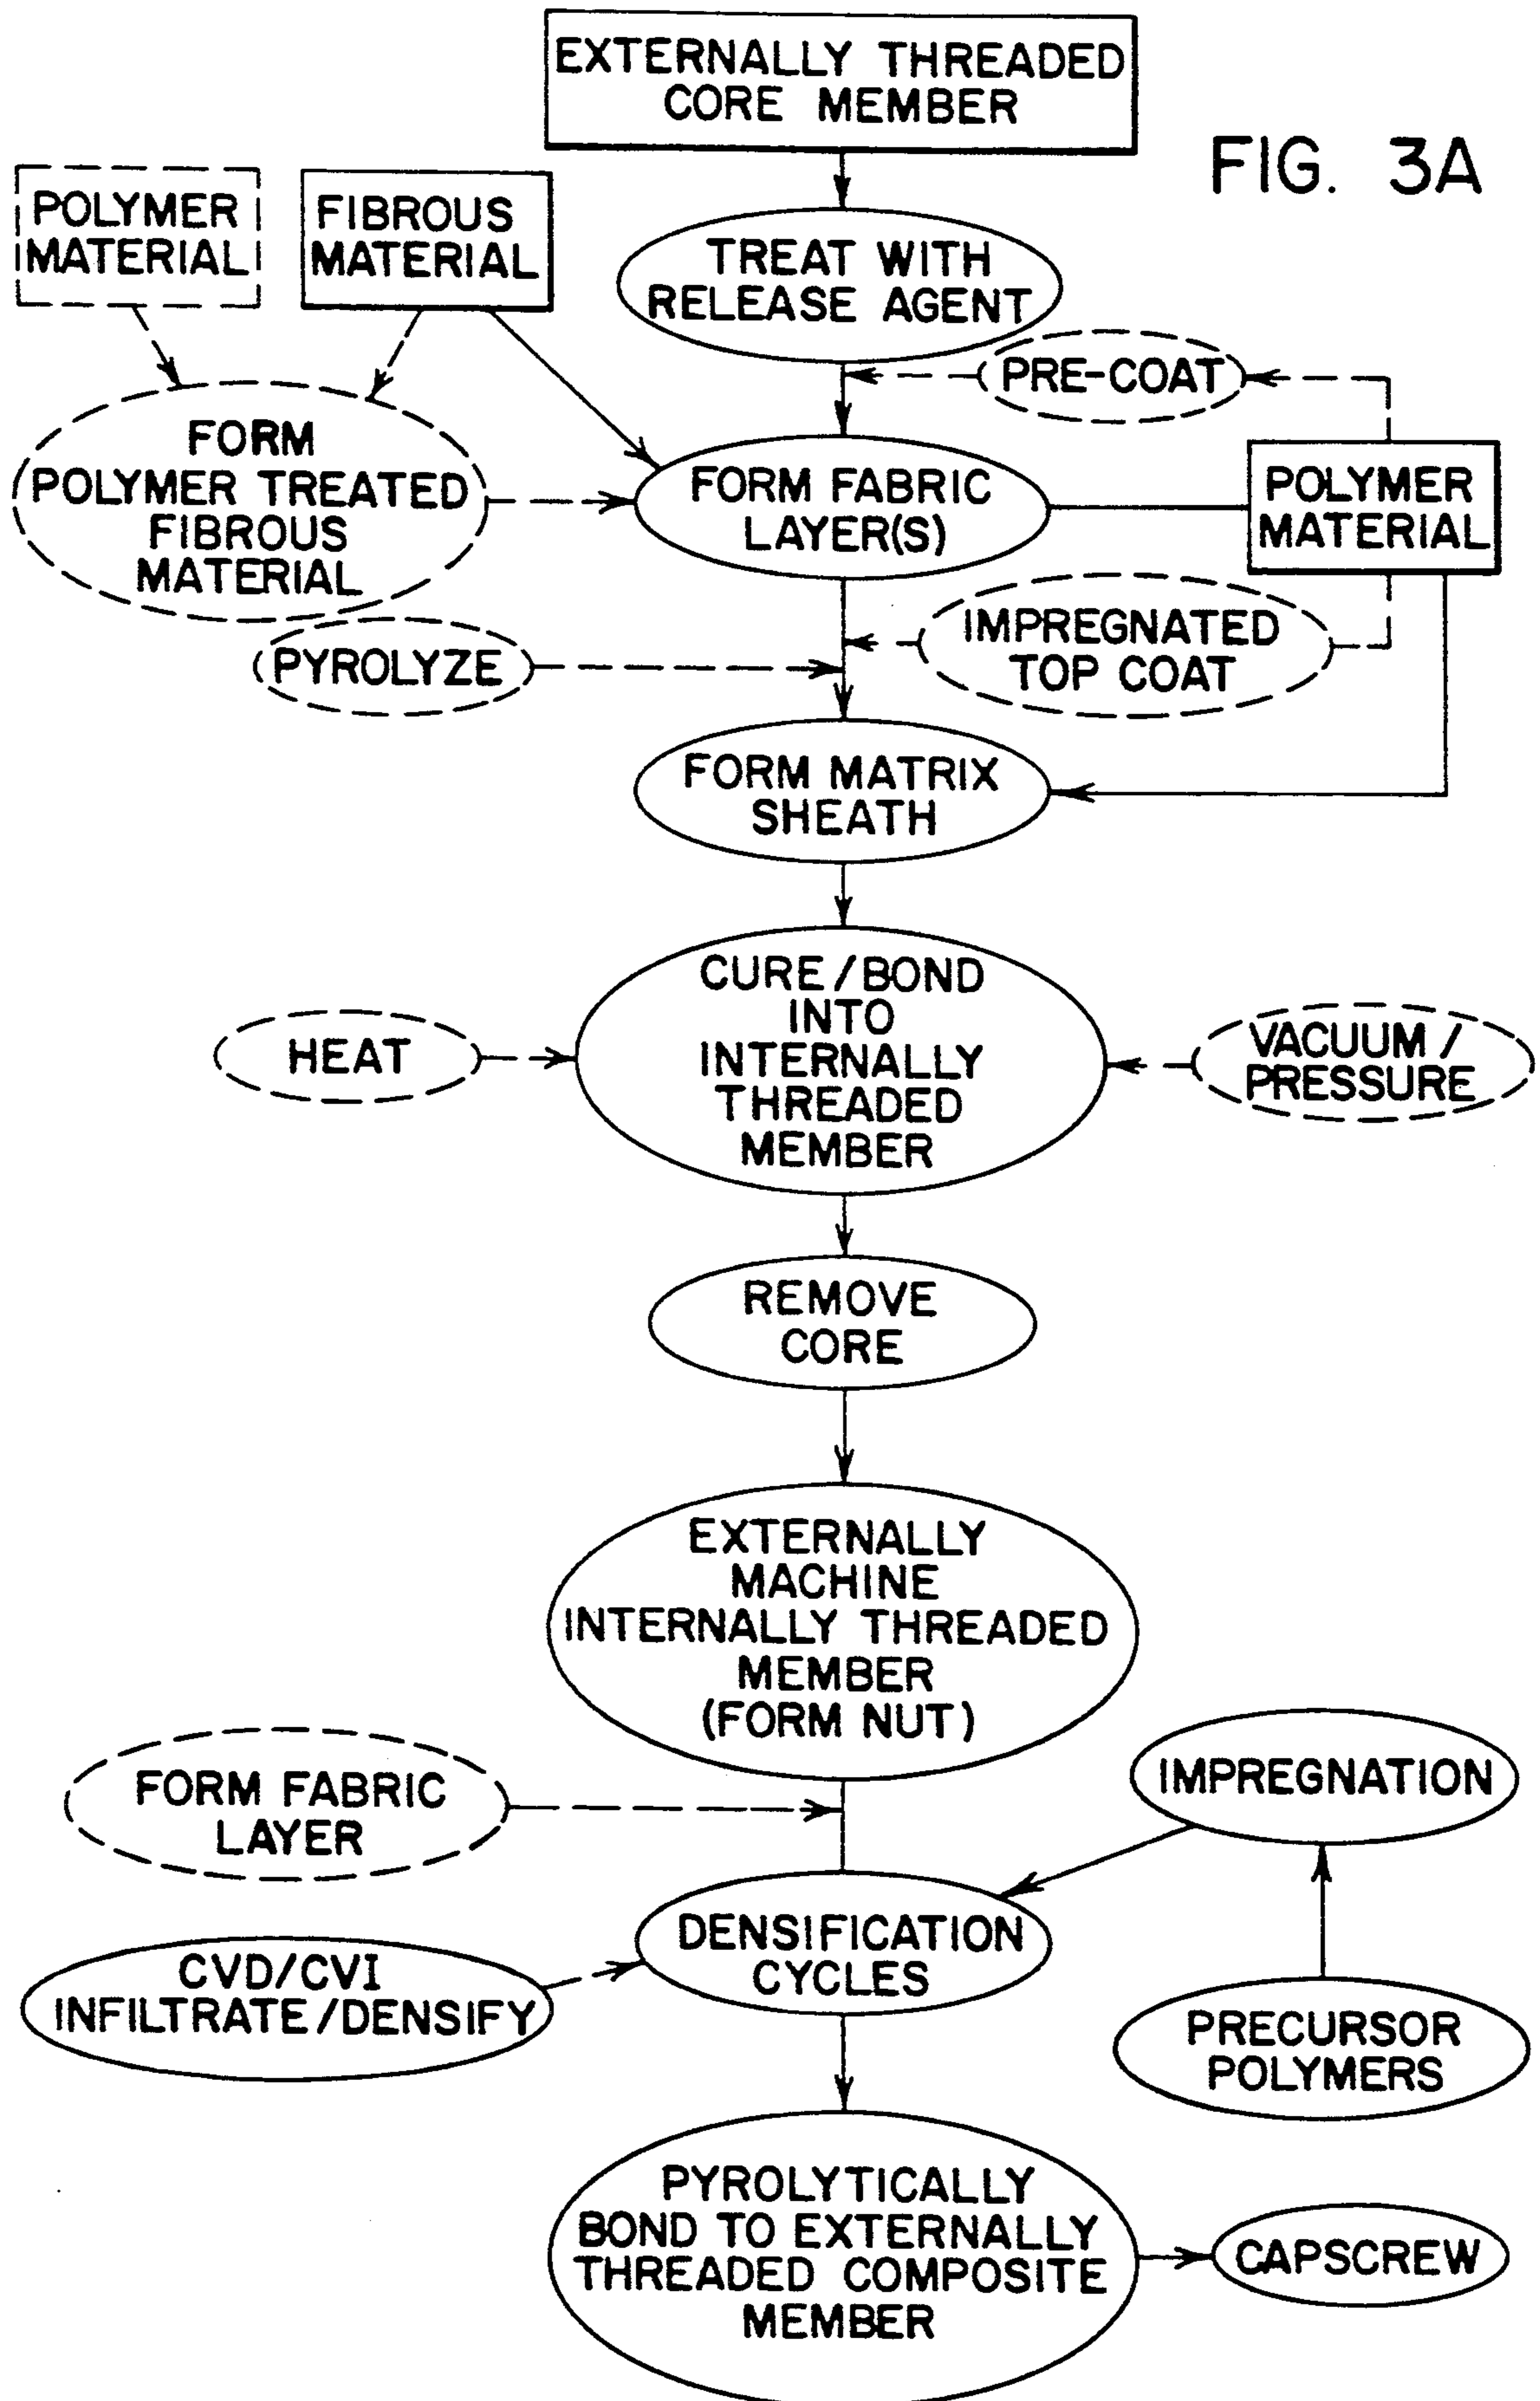 EXTERNALLY THREADED
CORE MEMBER
FIG. 3A
POLYMER
MATERIAL
FIBROUS
MATERIAL
TREAT WITH
RELEASE AGENT
PRE-COAT
FORM
POLYMER TREATED
FIBROUS
MATERIAL
FORM FABRIC
LAYER(S)
POLYMER
MATERIAL
PYROLYZE
IMPREGNATED
TOP COAT
FORM MATRIX
SHEATH
HEAT
CURE/BOND
INTO
INTERNALLY
THREADED
MEMBER
VACUUM/
PRESSURE
REMOVE
CORE
EXTERNALLY
MACHINE
INTERNALLY THREADED
MEMBER
(FORM NUT)
FORM FABRIC
LAYER
IMPREGNATION
DENSIFICATION
CYCLES
CVD/CVI
INFILTRATE/DENSIFY
PRECURSOR
POLYMERS
PYROLYTICALLY
BOND TO EXTERNALLY
THREADED COMPOSITE
MEMBER
CAPSCREW